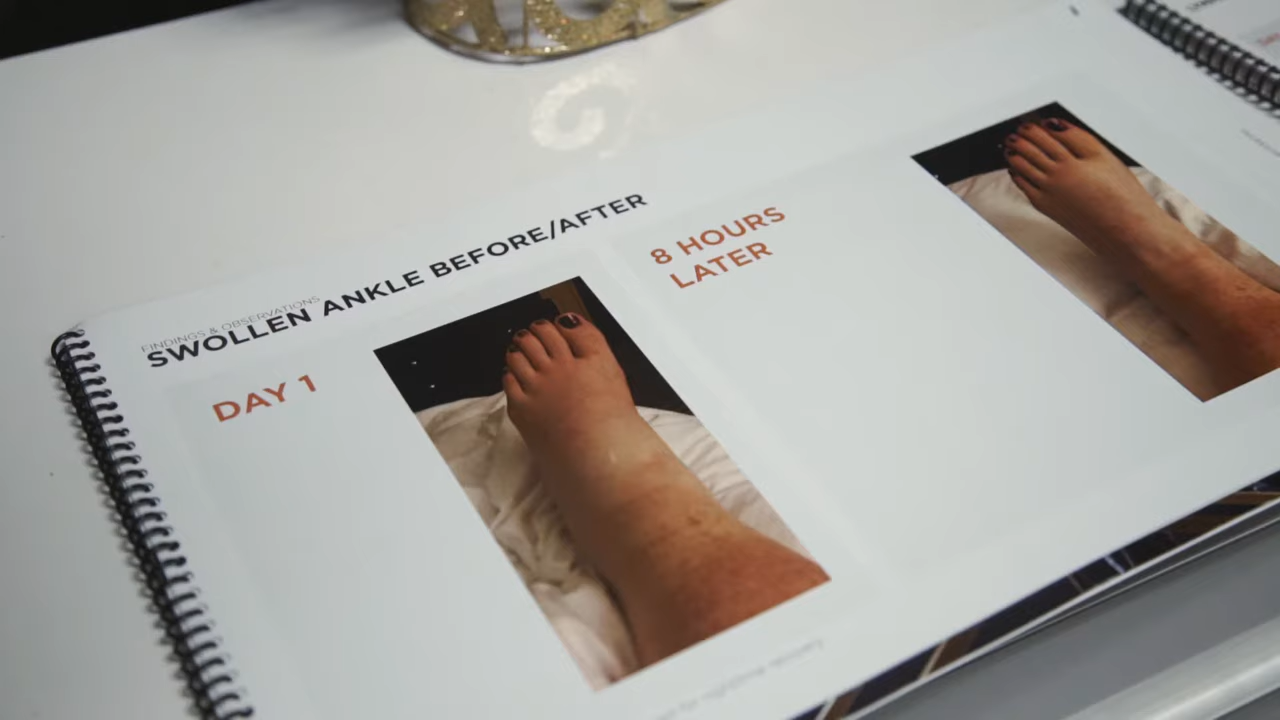 FINDINGS & OBSERVATIONS
SWOLLEN ANKLE BEFORE/AFTER
DAY 1
8 HOURS
LATER